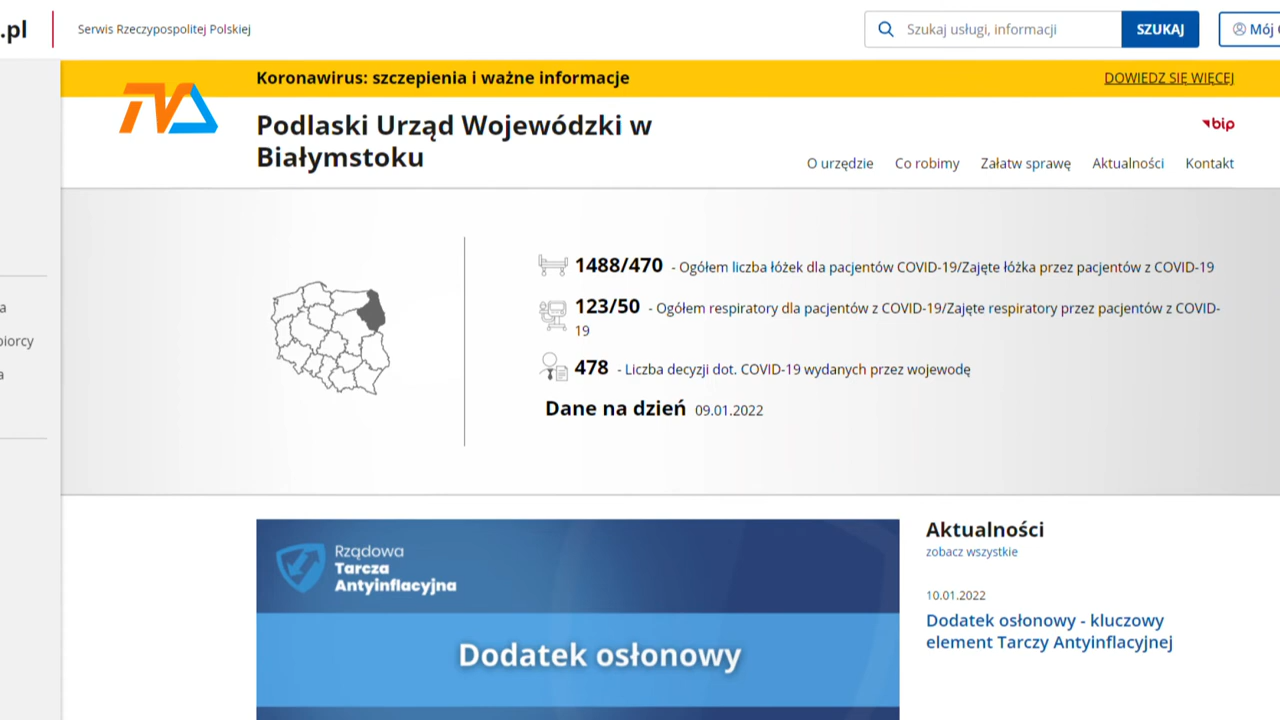 .pl
Serwis Rzeczypospolitej Polskiej
Szukaj usługi, informacji
SZUKAJ
Mój
Koronawirus: szczepienia i ważne informacje
DOWIEDZ SIĘ WIĘCEJ
TVA
Podlaski Urząd Wojewódzki w
Białymstoku
bip
O urzędzie Co robimy Załatw sprawę Aktualności Kontakt
a
biorcy
a
1488/470 - Ogółem liczba łóżek dla pacjentów COVID-19/Zajęte łóżka przez pacjentów z COVID-19
123/50 - Ogółem respiratory dla pacjentów z COVID-19/Zajęte respiratory przez pacjentów z COVID-
19
478 - Liczba decyzji dot. COVID-19 wydanych przez wojewodę
Dane na dzień 09.01.2022
Rządowa
Tarcza
Antyinflacyjna
Dodatek osłonowy
Aktualności
zobacz wszystkie
10.01.2022
Dodatek osłonowy - kluczowy
element Tarczy Antyinflacyjnej